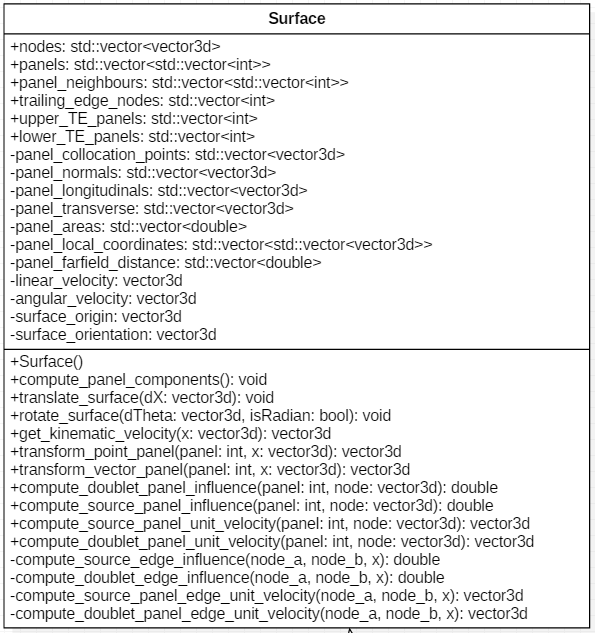 Surface
+nodes: std::vector<vector3d>
+panels: std::vector<std::vector<int>>
+panel_neighbours: std::vector<std::vector<int>>
+trailing_edge_nodes: std::vector<int>
+upper_TE_panels: std::vector<int>
+lower_TE_panels: std::vector<int>
-panel_collocation_points: std::vector<vector3d>
-panel_normals: std::vector<vector3d>
-panel_longitudinals: std::vector<vector3d>
-panel_transverse: std::vector<vector3d>
-panel_areas: std::vector<double>
-panel_local_coordinates: std::vector<std::vector<vector3d>>
-panel_farfield_distance: std::vector<double>
-linear_velocity: vector3d
-angular_velocity: vector3d
-surface_origin: vector3d
-surface_orientation: vector3d
+Surface()
+compute_panel_components(): void
+translate_surface(dX: vector3d): void
+rotate_surface(dTheta: vector3d, isRadian: bool): void
+get_kinematic_velocity(x: vector3d): vector3d
+transform_point_panel(panel: int, x: vector3d): vector3d
+transform_vector_panel(panel: int, x: vector3d): vector3d
+compute_doublet_panel_influence(panel: int, node: vector3d): double
+compute_source_panel_influence(panel: int, node: vector3d): double
+compute_source_panel_unit_velocity(panel: int, node: vector3d): vector3d
+compute_doublet_panel_unit_velocity(panel: int, node: vector3d): vector3d
-compute_source_edge_influence(node_a, node_b, x): double
-compute_doublet_edge_influence(node_a, node_b, x): double
-compute_source_panel_edge_unit_velocity(node_a, node_b, x): vector3d
-compute_doublet_panel_edge_unit_velocity(node_a, node_b, x): vector3d